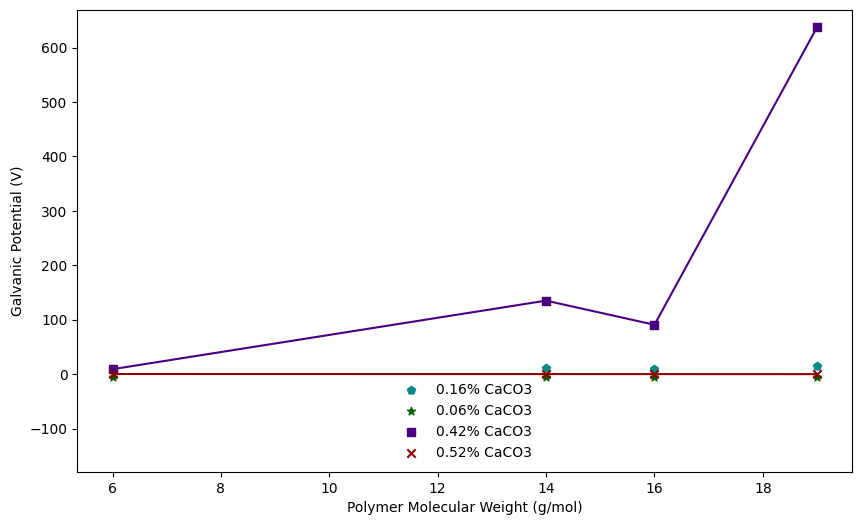 600
500
400
300
200
100
0
−100
Galvanic Potential (V)
0.16% CaCO3
0.06% CaCO3
0.42% CaCO3
0.52% CaCO3
6 8 10 12 14 16 18
Polymer Molecular Weight (g/mol)